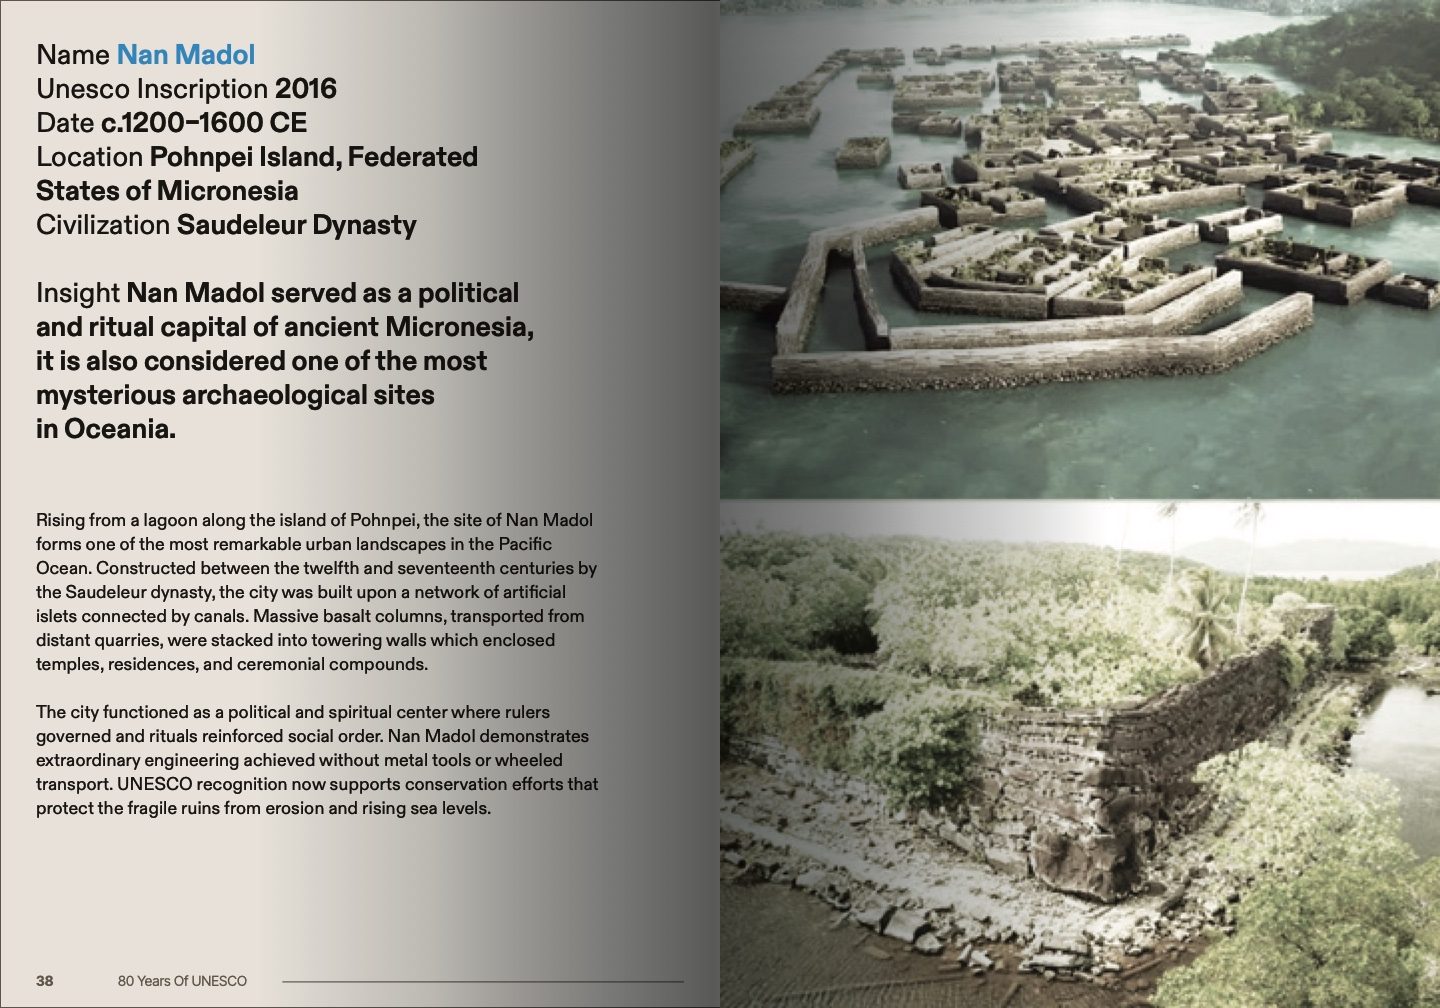 Name Nan Madol
Unesco Inscription 2016
Date c.1200–1600 CE
Location Pohnpei Island, Federated
States of Micronesia
Civilization Saudeleur Dynasty
Insight Nan Madol served as a political
and ritual capital of ancient Micronesia,
it is also considered one of the most
mysterious archaeological sites
in Oceania.
Rising from a lagoon along the island of Pohnpei, the site of Nan Madol
forms one of the most remarkable urban landscapes in the Pacific
Ocean. Constructed between the twelfth and seventeenth centuries by
the Saudeleur dynasty, the city was built upon a network of artificial
islets connected by canals. Massive basalt columns, transported from
distant quarries, were stacked into towering walls which enclosed
temples, residences, and ceremonial compounds.
The city functioned as a political and spiritual center where rulers
governed and rituals reinforced social order. Nan Madol demonstrates
extraordinary engineering achieved without metal tools or wheeled
transport. UNESCO recognition now supports conservation efforts that
protect the fragile ruins from erosion and rising sea levels.
38 80 Years Of UNESCO